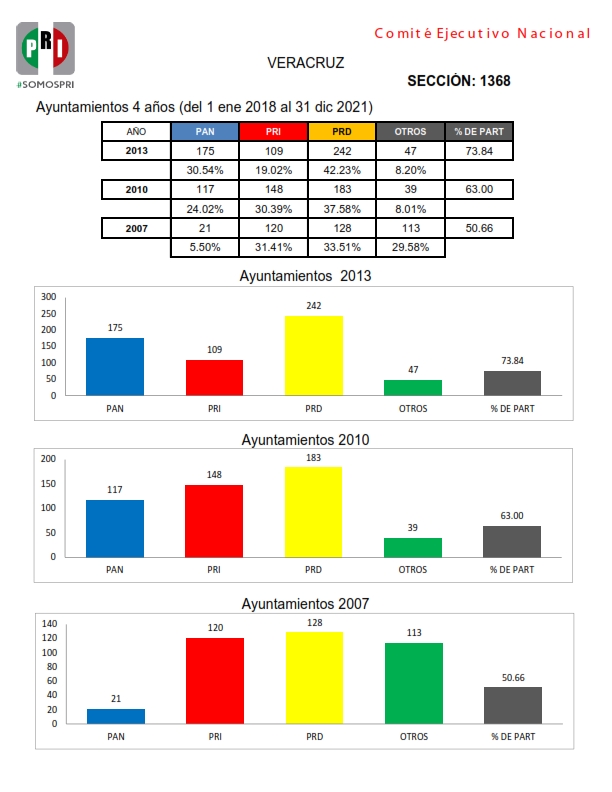 Comité Ejecutivo Nacional
PRI
#SOMOSPRI
VERACRUZ
SECCIÓN: 1368
Ayuntamientos 4 años (del 1 ene 2018 al 31 dic 2021)
AÑO PAN PRI PRD OTROS % DE PART
2013 175 109 242 47 73.84
30.54% 19.02% 42.23% 8.20%
2010 117 148 183 39 63.00
24.02% 30.39% 37.58% 8.01%
2007 21 120 128 113 50.66
5.50% 31.41% 33.51% 29.58%
Ayuntamientos 2013
300
250
200
150
100
50
0
175 109 242 47 73.84
PAN PRI PRD OTROS % DE PART
Ayuntamientos 2010
200
150
100
50
0
117 148 183 39 63.00
PAN PRI PRD OTROS % DE PART
Ayuntamientos 2007
140
120
100
80
60
40
20
0
21 120 128 113 50.66
PAN PRI PRD OTROS % DE PART